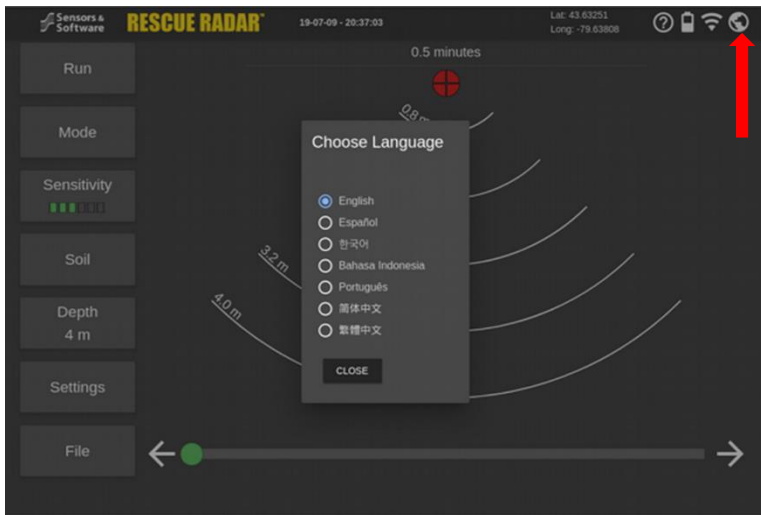 Sensors &
Software
RESCUE RADAR™
19-07-09 - 20:37:03
Lat: 43.63251
Long: -79.63808
Run
0.5 minutes
0.8 m
Mode
Choose Language
Sensitivity
English
Español
한국어
Bahasa Indonesia
Português
简体中文
繁體中文
CLOSE
Soil
3.2 m
Depth
4 m
4.0 m
Settings
File